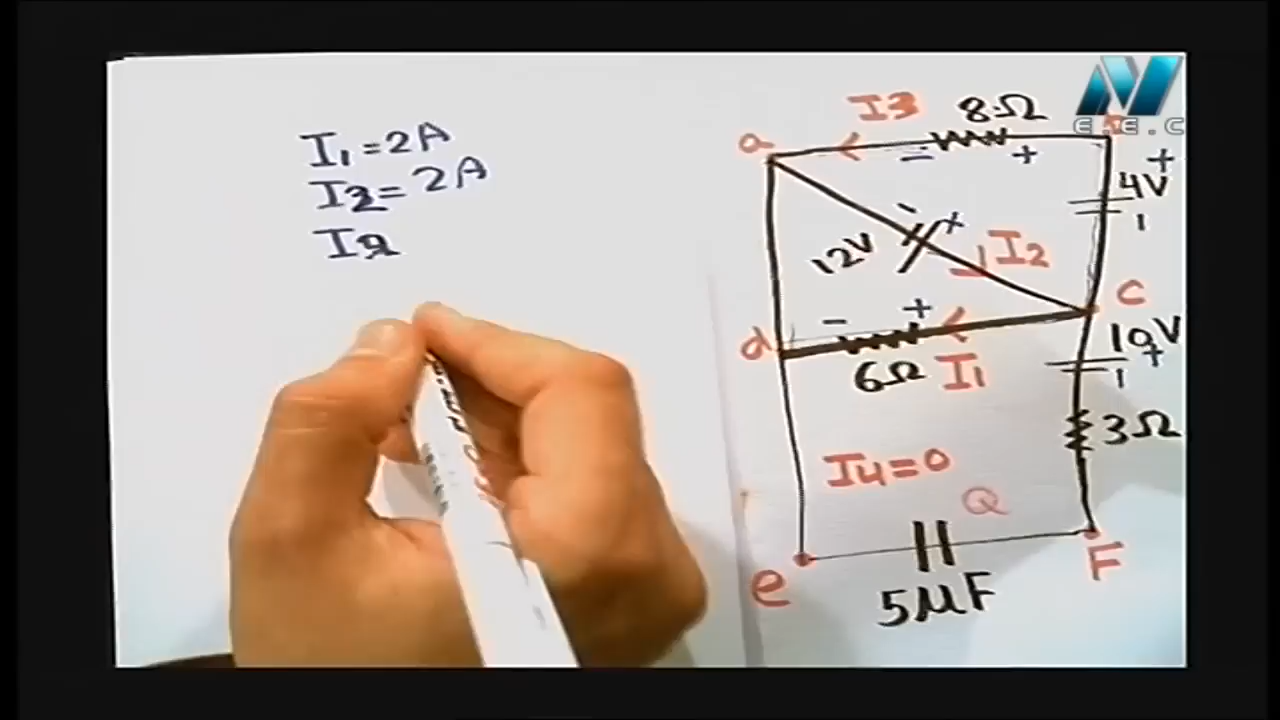 I₁ = 2A
I3 = 2A
I2
I3
8Ω
a
+
4V
12V
I2
c
d
6Ω
I1
10V
3Ω
I4=0
Q
e
5μF
F
E.E.C